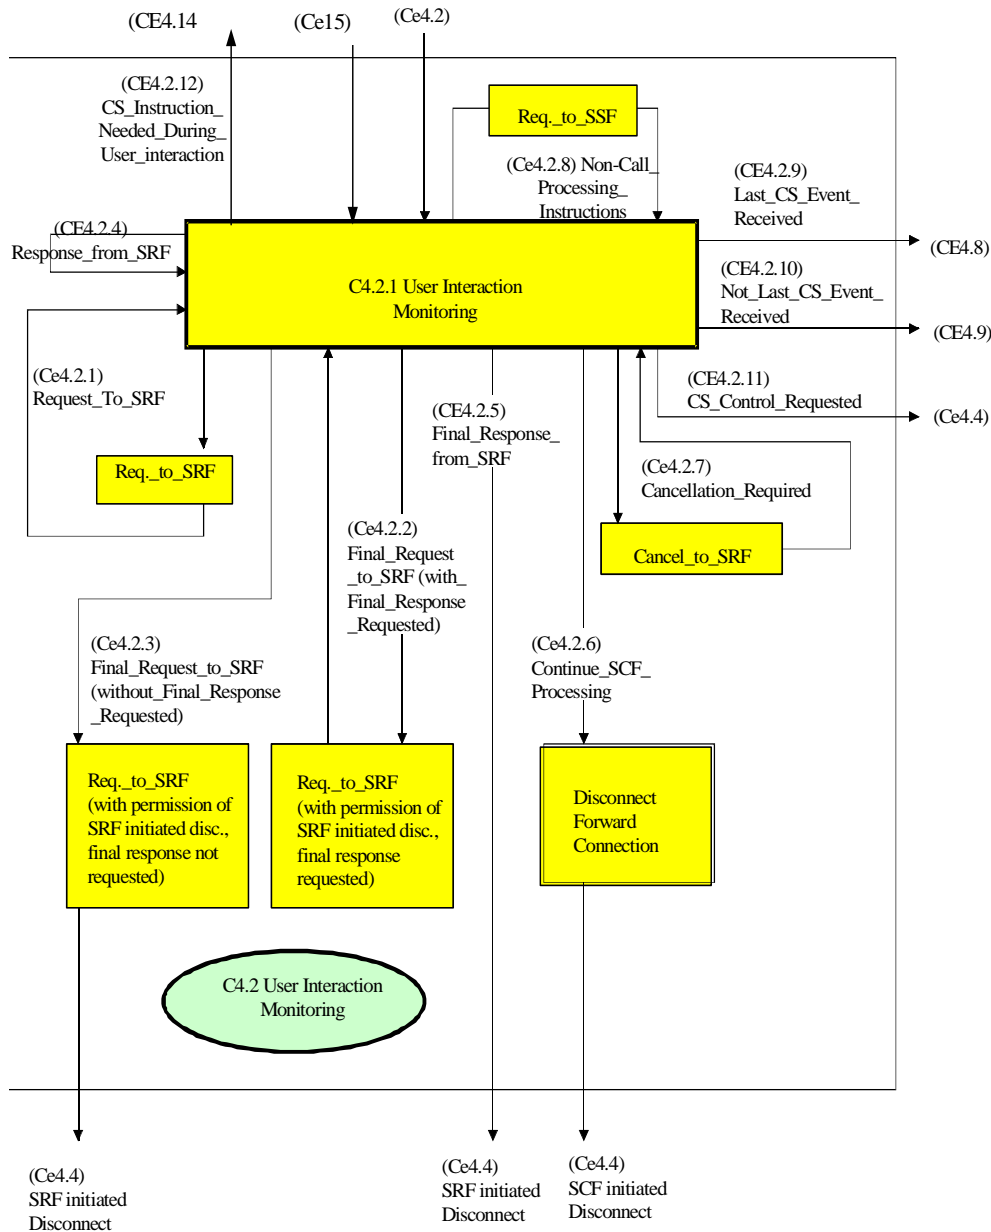 (CE4.14
(Ce15)
(Ce4.2)
(CE4.2.12)
CS_Instruction_
Needed_During_
User_interaction
Req._to_SSF
(Ce4.2.8) Non-Call_
Processing_
Instructions
(CE4.2.9)
Last_CS_Event_
Received
(CE4.8)
(CE4.2.4)
Response_from_SRF
C4.2.1 User Interaction
Monitoring
(CE4.2.10)
Not_Last_CS_Event_
Received
(CE4.9)
(Ce4.2.1)
Request_To_SRF
(CE4.2.5)
Final_Response_
from_SRF
(CE4.2.11)
CS_Control_Requested
(Ce4.4)
Req._to_SRF
(Ce4.2.7)
Cancellation_Required
(Ce4.2.2)
Final_Request
_to_SRF (with_
Final_Response
_Requested)
Cancel_to_SRF
(Ce4.2.3)
Final_Request_to_SRF
(without_Final_Response
_Requested)
(Ce4.2.6)
Continue_SCF_
Processing
Req._to_SRF
(with permission of
SRF initiated disc.,
final response not
requested)
Req._to_SRF
(with permission of
SRF initiated disc.,
final response
requested)
Disconnect
Forward
Connection
C4.2 User Interaction
Monitoring
(Ce4.4)
SRF initiated
Disconnect
(Ce4.4)
SRF initiated
Disconnect
(Ce4.4)
SCF initiated
Disconnect